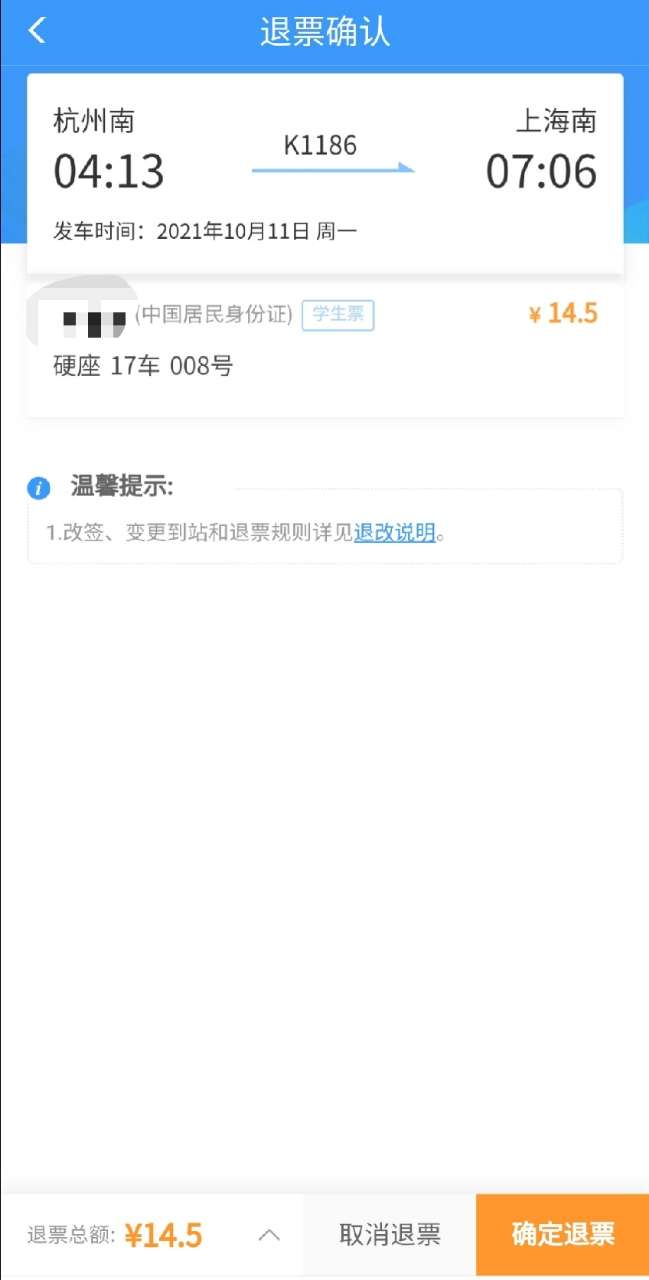 退票确认
杭州南
上海南
K1186
04:13
07:06
发车时间：2021年10月11日 周一
(中国居民身份证) 学生票 ¥14.5
硬座 17车 008号
温馨提示:
1.改签、变更到站和退票规则详见退改说明。
退票总额: ¥14.5 取消退票 确定退票